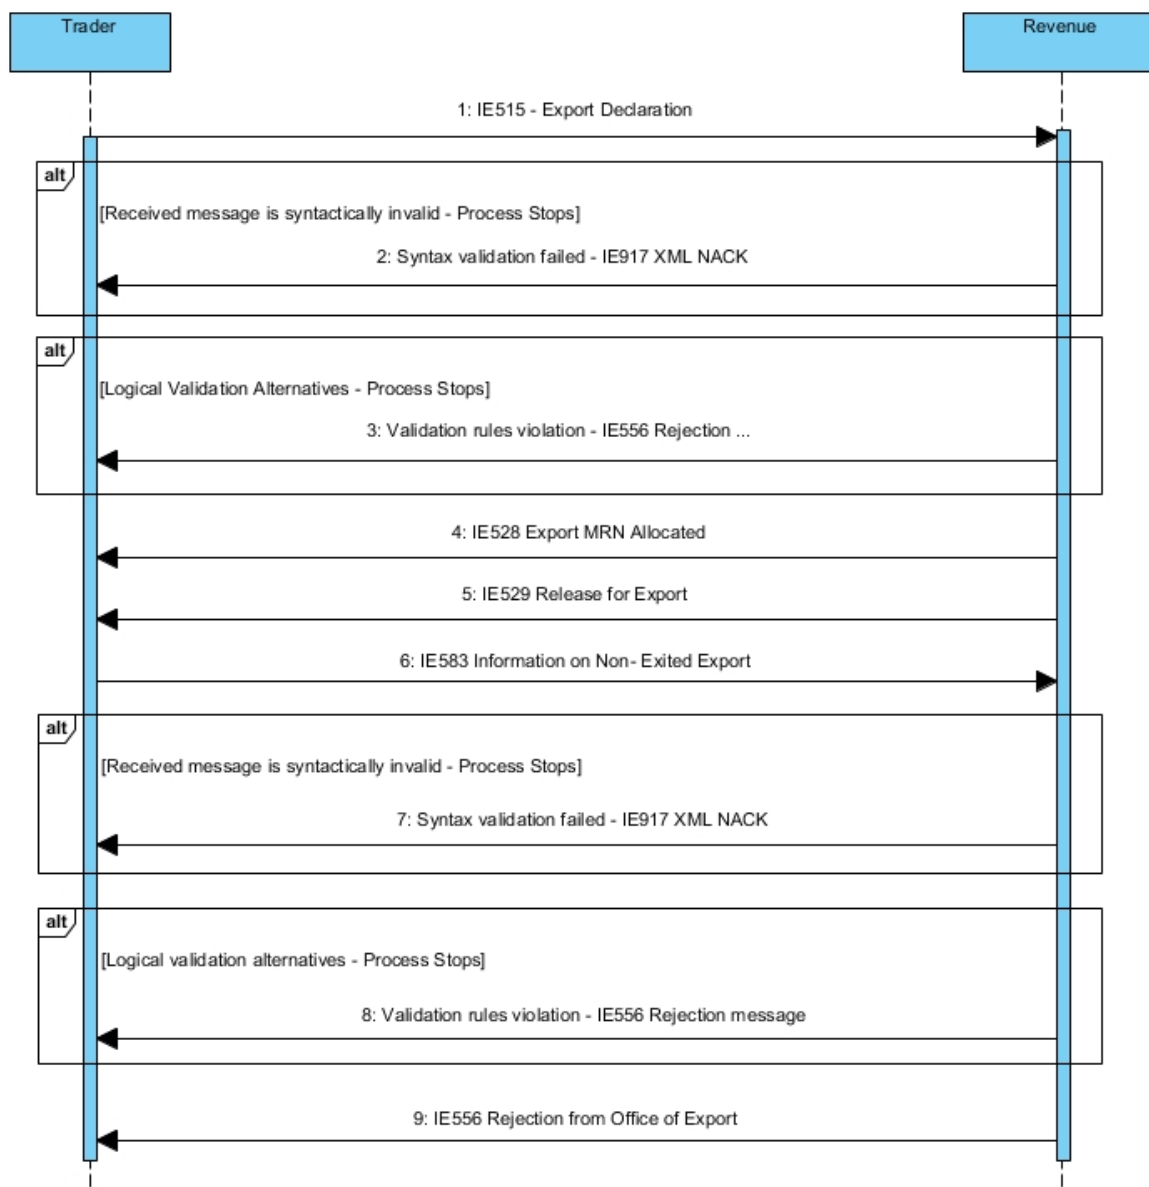 Trader
Revenue
1: IE515 - Export Declaration
alt
[Received message is syntactically invalid - Process Stops]
2: Syntax validation failed - IE917 XML NACK
alt
[Logical Validation Alternatives - Process Stops]
3: Validation rules violation - IE556 Rejection ...
4: IE528 Export MRN Allocated
5: IE529 Release for Export
6: IE583 Information on Non- Exited Export
alt
[Received message is syntactically invalid - Process Stops]
7: Syntax validation failed - IE917 XML NACK
alt
[Logical validation alternatives - Process Stops]
8: Validation rules violation - IE556 Rejection message
9: IE556 Rejection from Office of Export